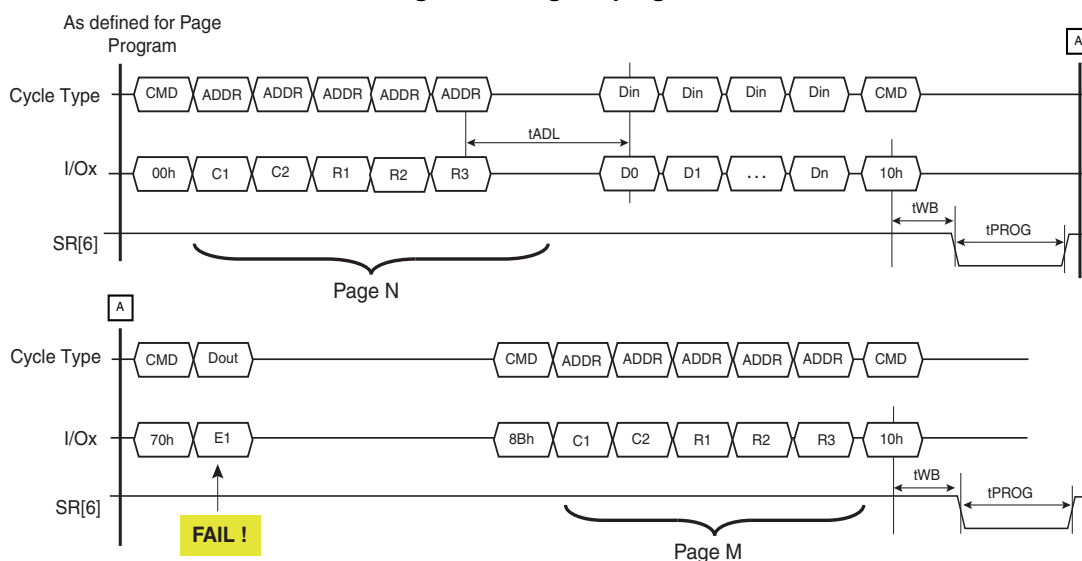 As defined for Page
Program
A
Cycle Type CMD ADDR ADDR ADDR ADDR ADDR Din Din Din Din CMD
tADL
I/Ox 00h C1 C2 R1 R2 R3 D0 D1 ... Dn 10h
tWB
tPROG
SR[6]
Page N
A
Cycle Type CMD Dout CMD ADDR ADDR ADDR ADDR ADDR CMD
I/Ox 70h E1 8Bh C1 C2 R1 R2 R3 10h
tWB
tPROG
SR[6]
FAIL !
Page M